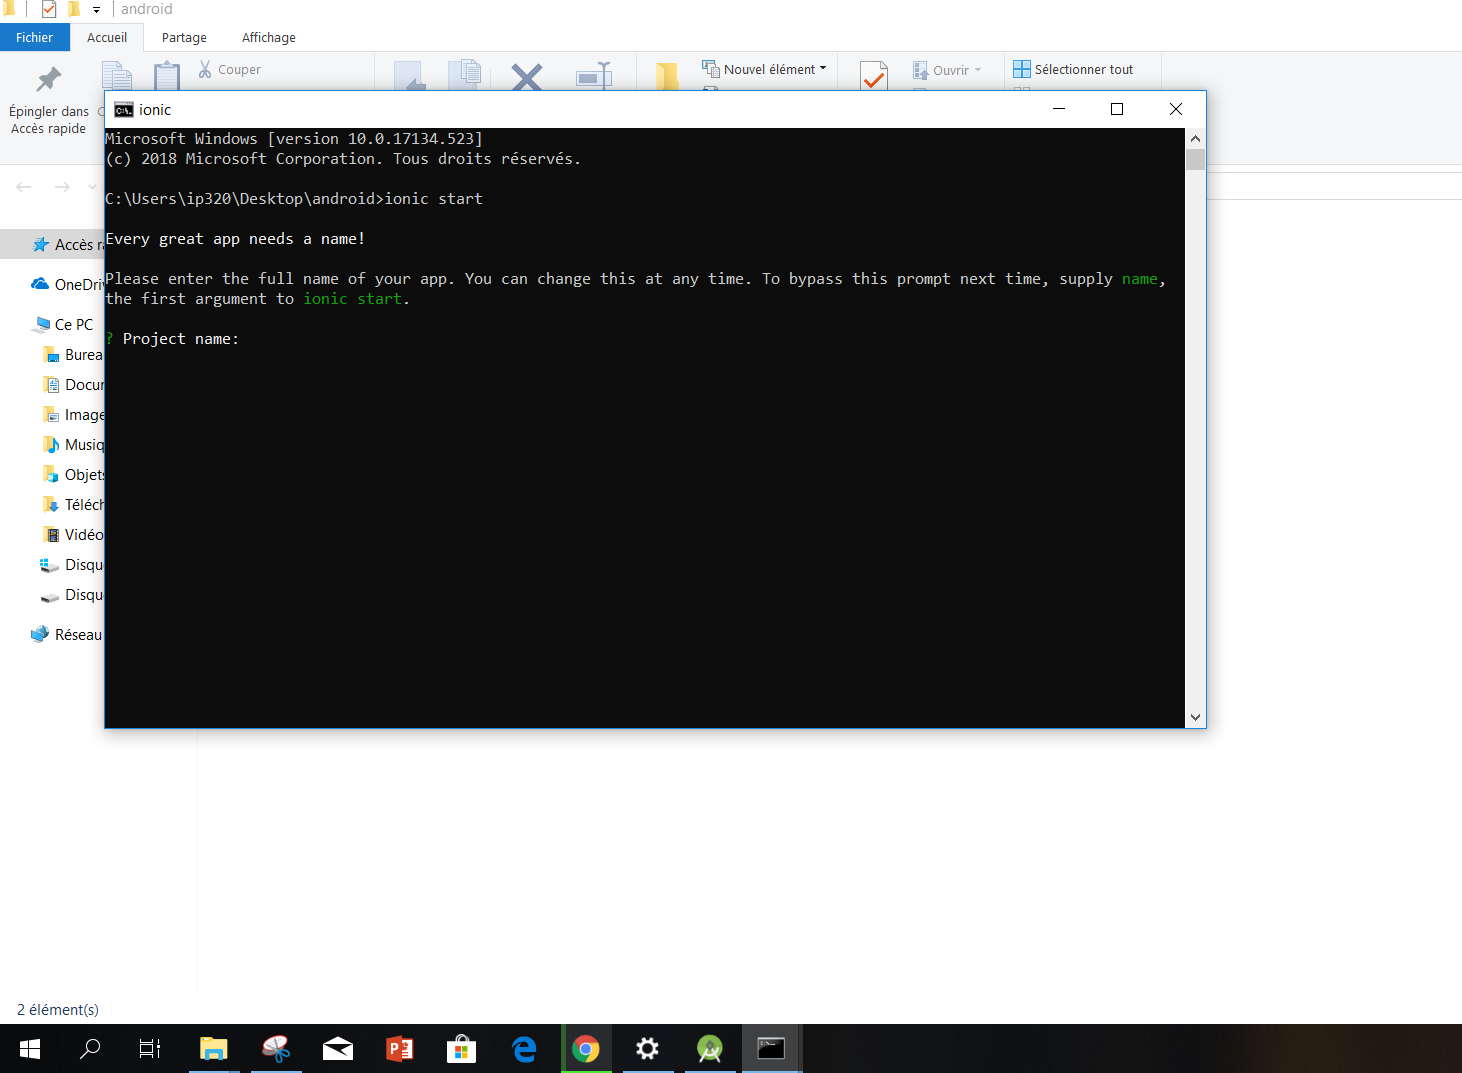 android
Fichier Accueil Partage Affichage
Couper
Nouvel élément
Ouvrir
Sélectionner tout
Épingler dans
Accès rapide
ionic
Microsoft Windows [version 10.0.17134.523]
(c) 2018 Microsoft Corporation. Tous droits réservés.
C:\Users\ip320\Desktop\android>ionic start
Every great app needs a name!
Please enter the full name of your app. You can change this at any time. To bypass this prompt next time, supply name,
the first argument to ionic start.
? Project name:
Accès r
OneDri
Ce PC
Burea
Docur
Image
Musiq
Objets
Téléch
Vidéo
Disqu
Disqu
Réseau
2 élément(s)